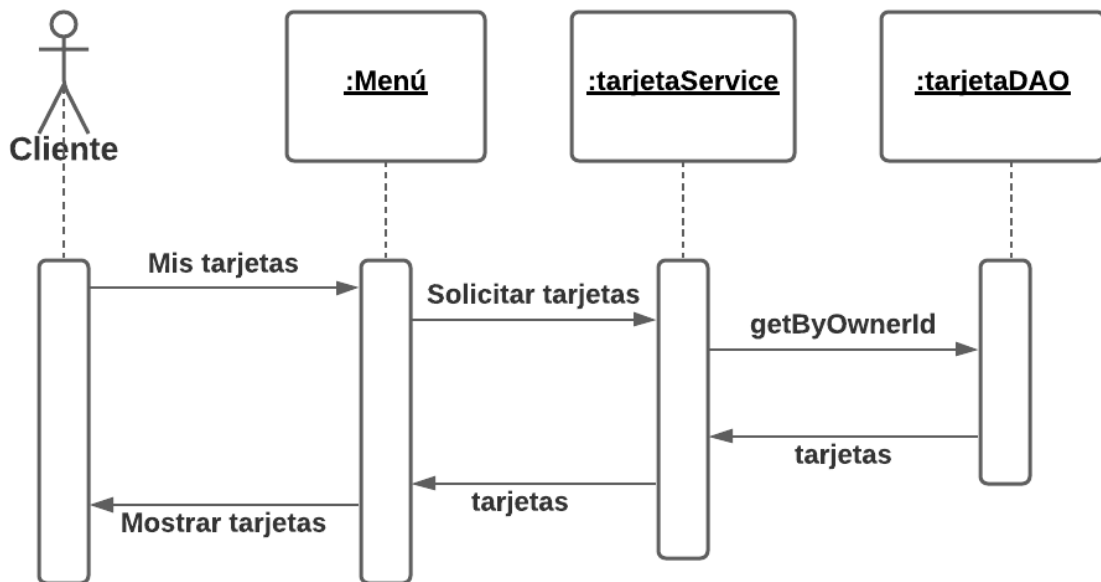 :Menú
:tarjetaService
:tarjetaDAO
Cliente
Mis tarjetas
Solicitar tarjetas
getByOwnerId
tarjetas
tarjetas
Mostrar tarjetas